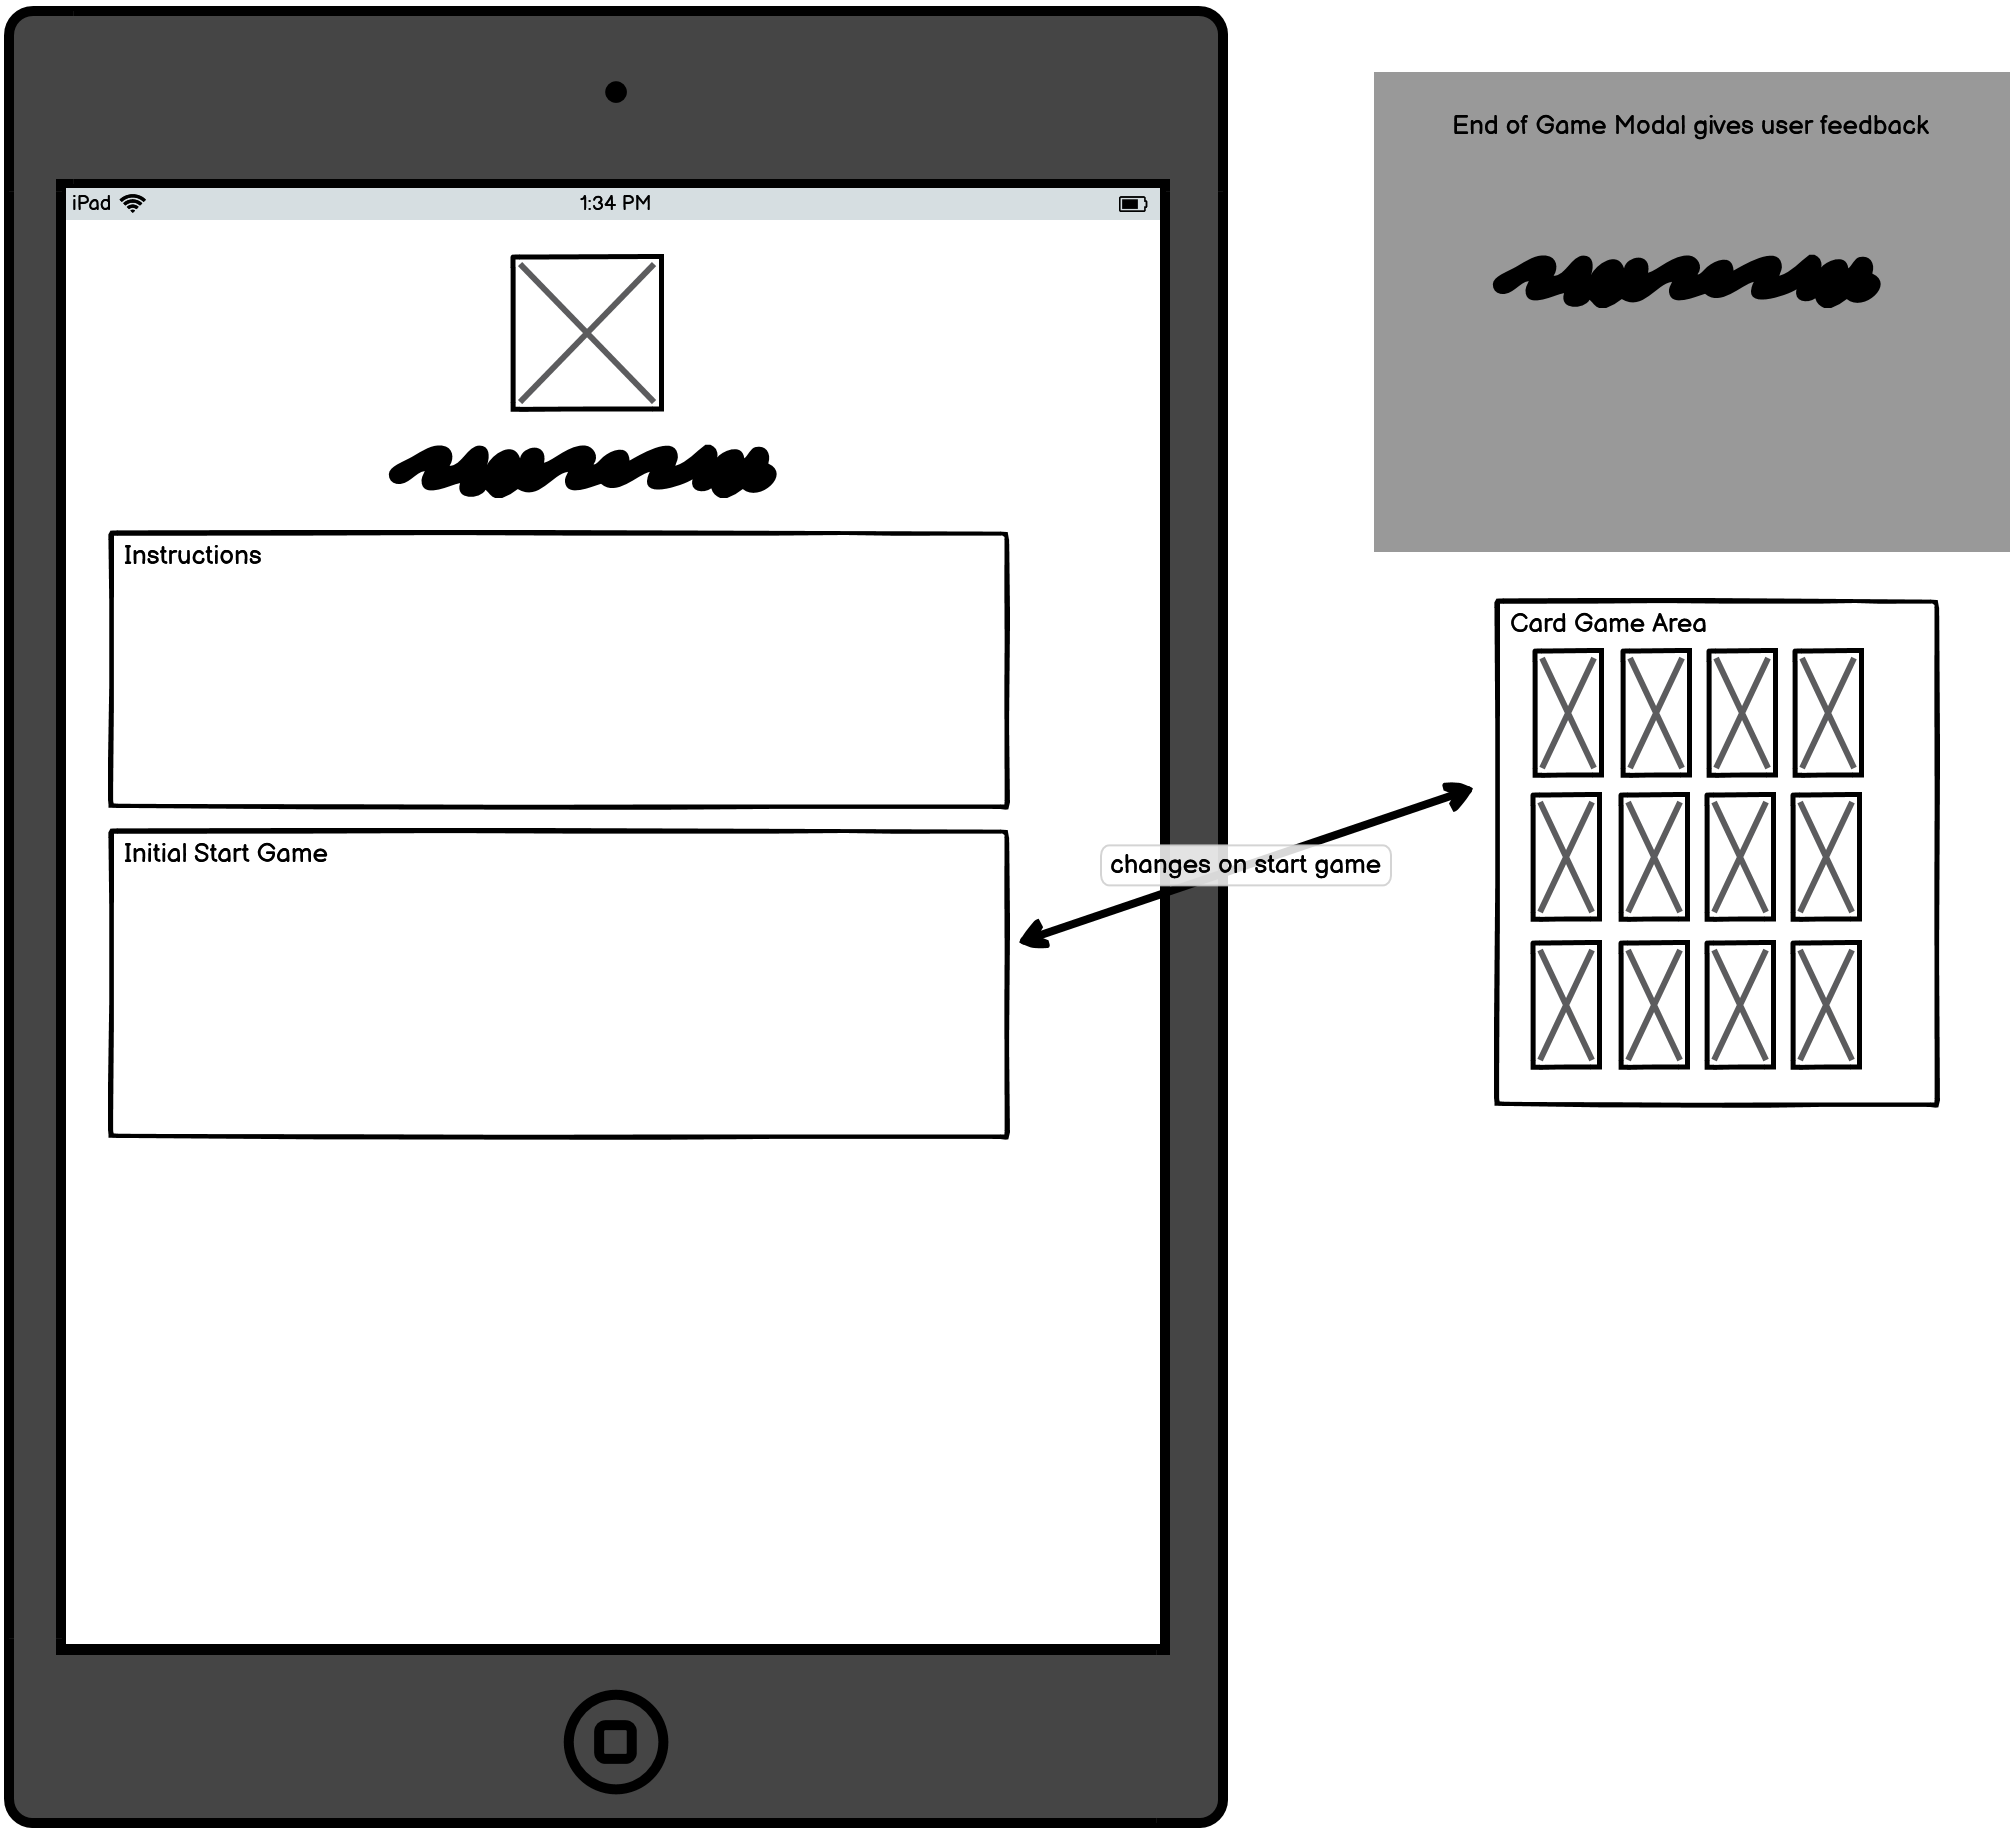 End of Game Modal gives user feedback
iPad
1:34 PM
Instructions
Card Game Area
Initial Start Game
changes on start game